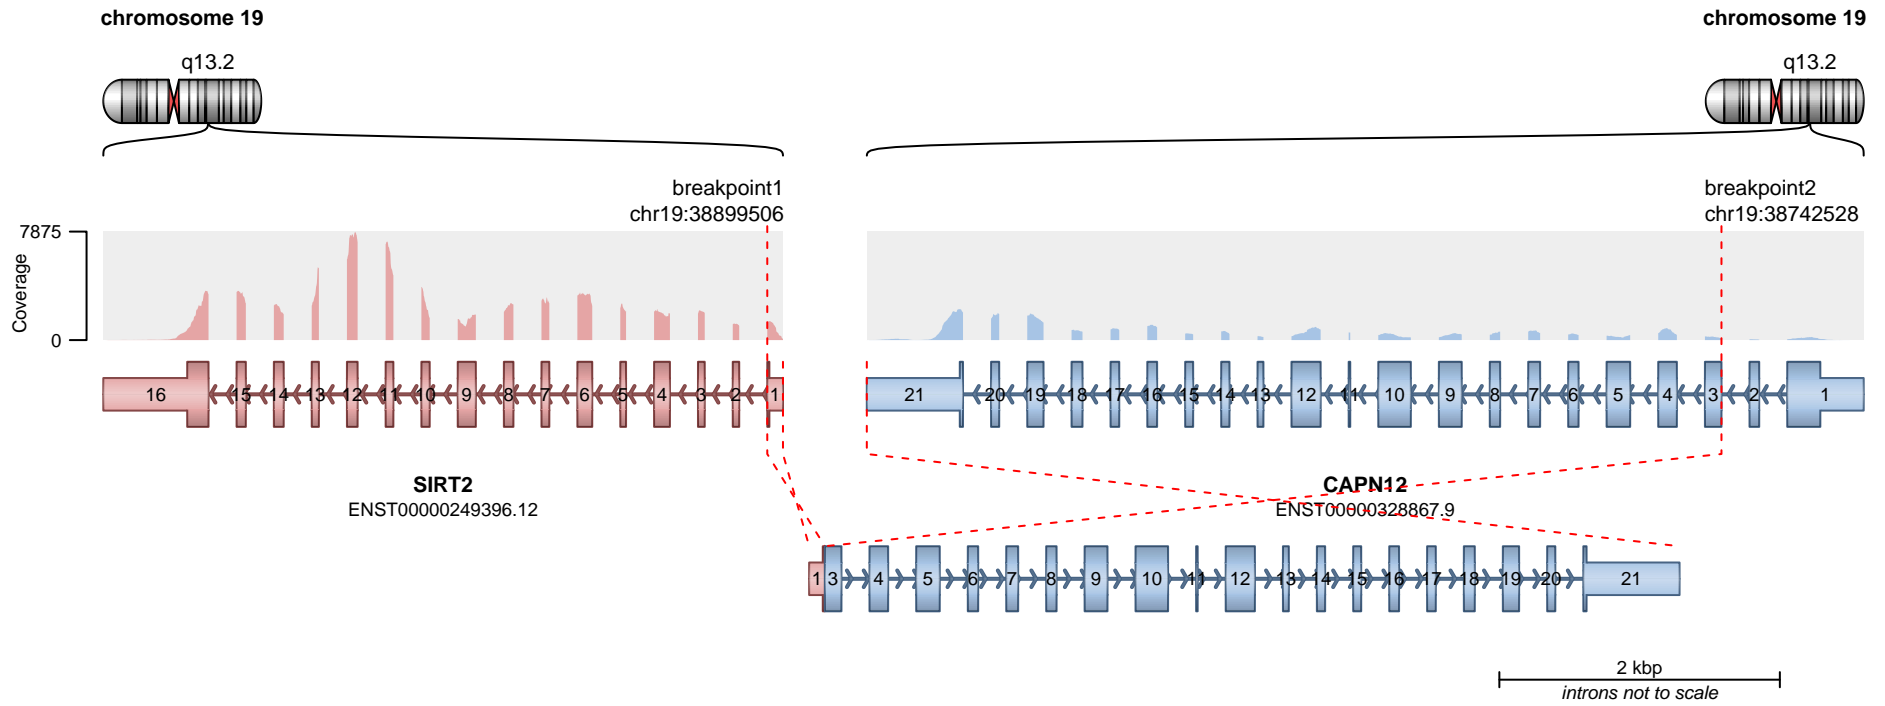 chromosome 19
chromosome 19
q13.2
q13.2
breakpoint1
chr19:38899506
breakpoint2
chr19:38742528
7875
Coverage
0
16 15 14 13 12 11 10 9 8 7 6 5 4 3 2 1
21 20 19 18 17 16 15 14 13 12 11 10 9 8 7 6 5 4 3 2 1
SIRT2
ENST00000249396.12
CAPN12
ENST00000328867.9
1 3 4 5 6 7 8 9 10 11 12 13 14 15 16 17 18 19 20 21
2 kbp
introns not to scale